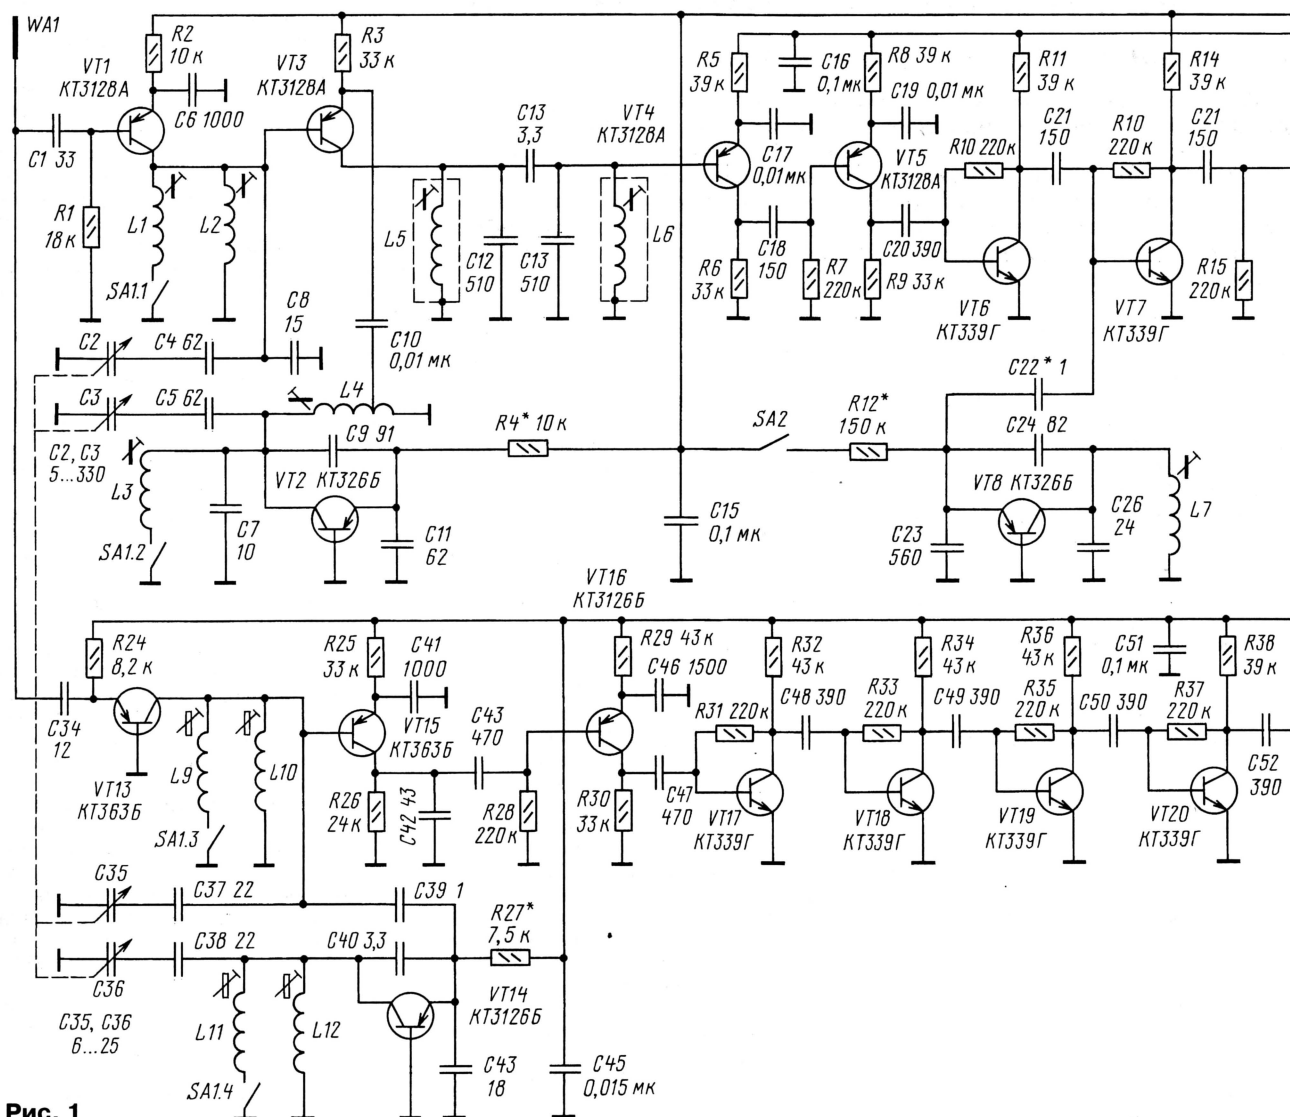 WA1
R2
10 к
R3
33 к
VT1
КТ3128А
VT3
КТ3128А
C6 1000
C1 33
R1
18 к
L1
L2
SA1.1
C13
3,3
VT4
КТ3128А
L5
C12
510
C13
510
L6
R5
39 к
C16
0,1 мк
R8 39 к
C19 0,01 мк
C17
0,01 мк
VT5
КТ3128А
R10 220 к
R11
39 к
C21
150
R10
220 к
R14
39 к
C21
150
C18
150
R6
33 к
R7
220 к
C20 390
R9 33 к
VT6
КТ339Г
VT7
КТ339Г
R15
220 к
C2
C4 62
C8
15
C10
0,01 мк
C3
C5 62
L4
C2, C3
5...330
L3
SA1.2
C9 91
VT2 КТ326Б
C7
10
C11
62
R4* 10 к
C15
0,1 мк
SA2
R12*
150 к
C22* 1
C24 82
VT8 КТ326Б
C23
560
C26
24
L7
R24
8,2 к
C34
12
VT13
КТ363Б
L9
L10
SA1.3
R25
33 к
C41
1000
VT15
КТ363Б
R26
24 к
C42 43
C43
470
R28
220 к
VT16
КТ3126Б
R29 43 к
C46 1500
R30
33 к
C47
470
R31 220 к
R32
43 к
C48 390
R33
220 к
R34
43 к
C49 390
R35
220 к
R36
43 к
C50 390
C51
0,1 мк
R37
220 к
R38
39 к
C52
390
VT17
КТ339Г
VT18
КТ339Г
VT19
КТ339Г
VT20
КТ339Г
C35
C37 22
C39 1
C36
C38 22
C40 3,3
C35, C36
6...25
L11
L12
SA1.4
R27*
7,5 к
VT14
КТ3126Б
C43
18
C45
0,015 мк
Рис. 1